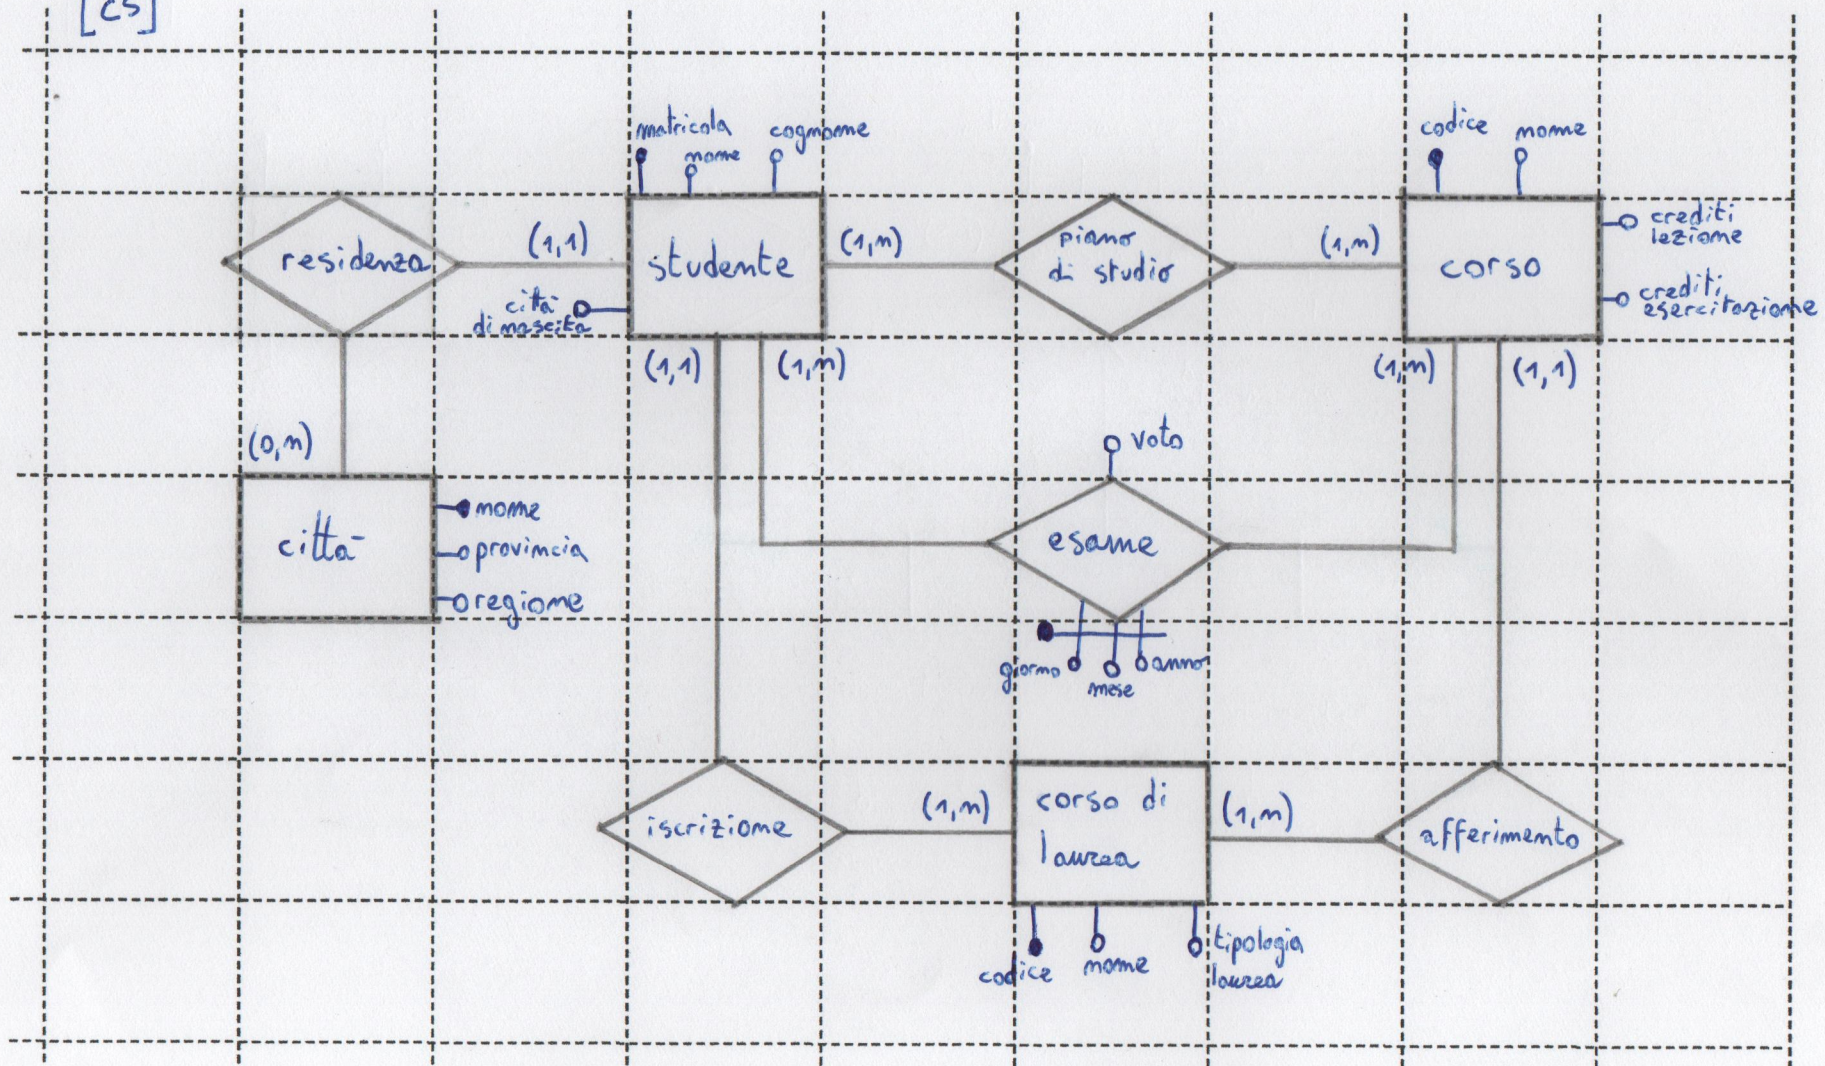 [CS]
matricola
nome
cognome
codice
nome
residenza
(1,1)
studente
(1,n)
piano
di studio
(1,n)
corso
crediti
lezione
crediti
esercitazione
città
di nascita
(1,1)
(1,n)
(1,n)
(1,1)
(0,n)
voto
città
nome
provincia
regione
esame
giorno
mese
anno
iscrizione
(1,n)
corso di
laurea
(1,n)
afferimento
codice
nome
tipologia
laurea